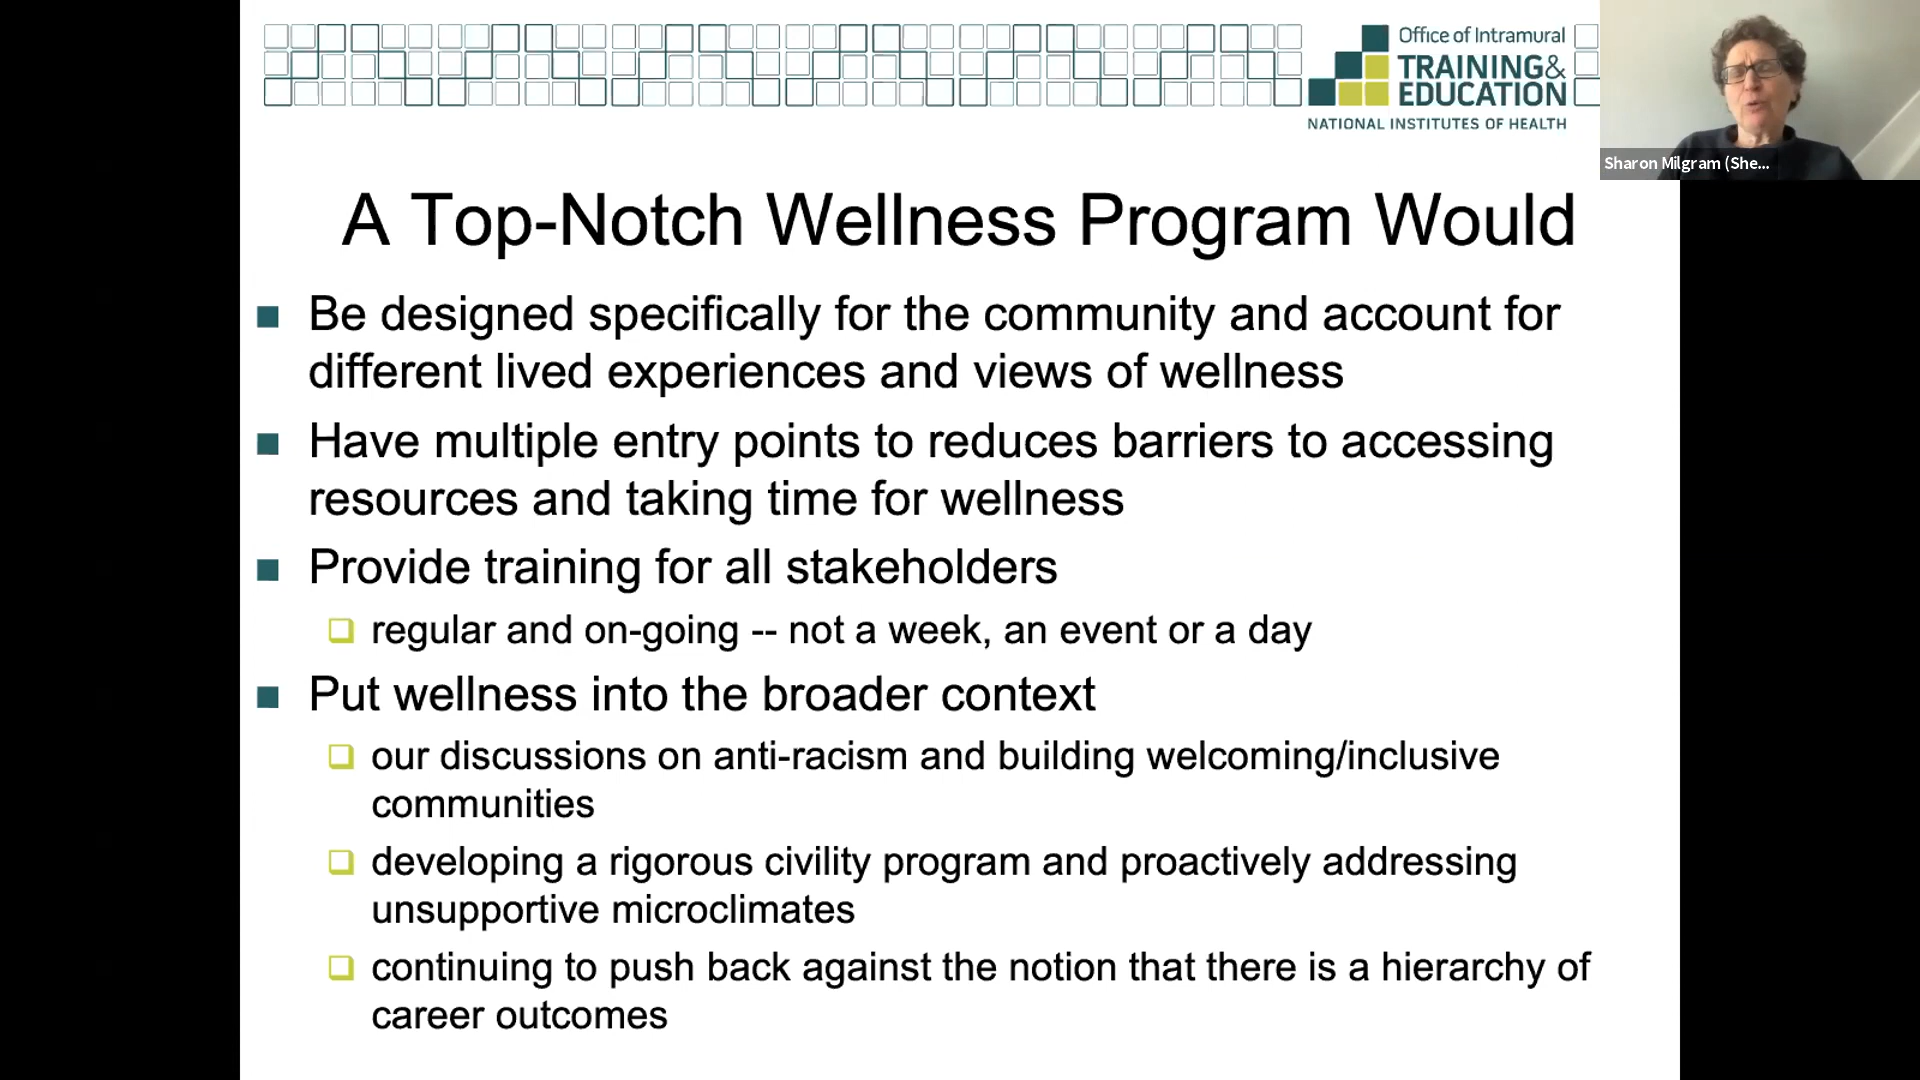 Office of Intramural
TRAINING&
EDUCATION
NATIONAL INSTITUTES OF HEALTH
Sharon Milgram (She...
A Top-Notch Wellness Program Would
Be designed specifically for the community and account for
different lived experiences and views of wellness
Have multiple entry points to reduces barriers to accessing
resources and taking time for wellness
Provide training for all stakeholders
regular and on-going -- not a week, an event or a day
Put wellness into the broader context
our discussions on anti-racism and building welcoming/inclusive
communities
developing a rigorous civility program and proactively addressing
unsupportive microclimates
continuing to push back against the notion that there is a hierarchy of
career outcomes